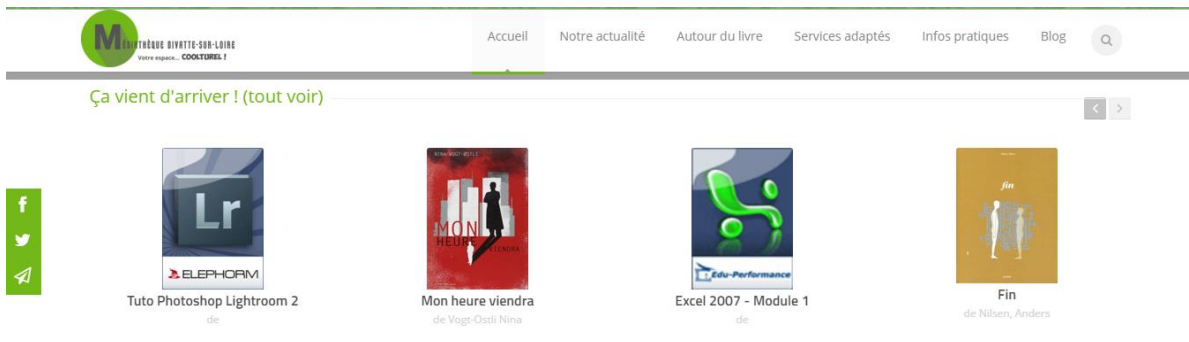 MÉDIATHÈQUE DIVATTE-SUR-LOIRE
Votre espace... COOLTUREL !
Accueil Notre actualité Autour du livre Services adaptés Infos pratiques Blog
Ça vient d'arriver ! (tout voir)
Lr
ELEPHORM
Tuto Photoshop Lightroom 2
de
MON
HEURE
VIENDRA
Mon heure viendra
de Vogt-Ostli Nina
Edu-Performance
Excel 2007 - Module 1
de
fin
Fin
de Nilsen, Anders